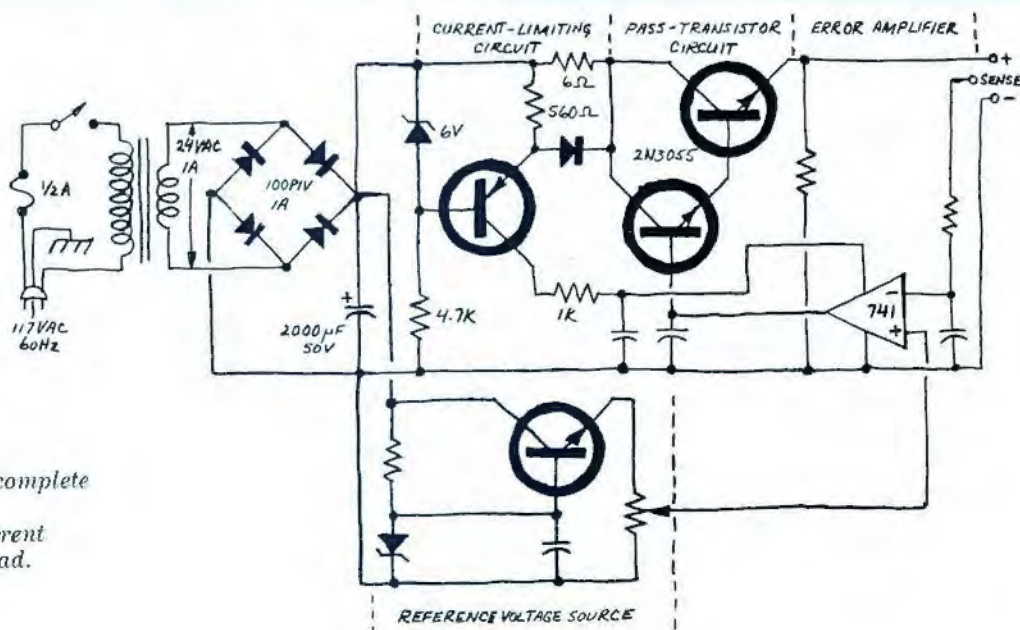 CURRENT-LIMITING
CIRCUIT
PASS-TRANSISTOR
CIRCUIT
ERROR AMPLIFIER
+
SENSE
-
6Ω
560Ω
6V
2N3055
24VAC
1A
100PIV
1A
1/2A
117VAC
60Hz
+
2000μF
50V
4.7K
1K
-
741
+
complete
rent
ad.
REFERENCE VOLTAGE SOURCE